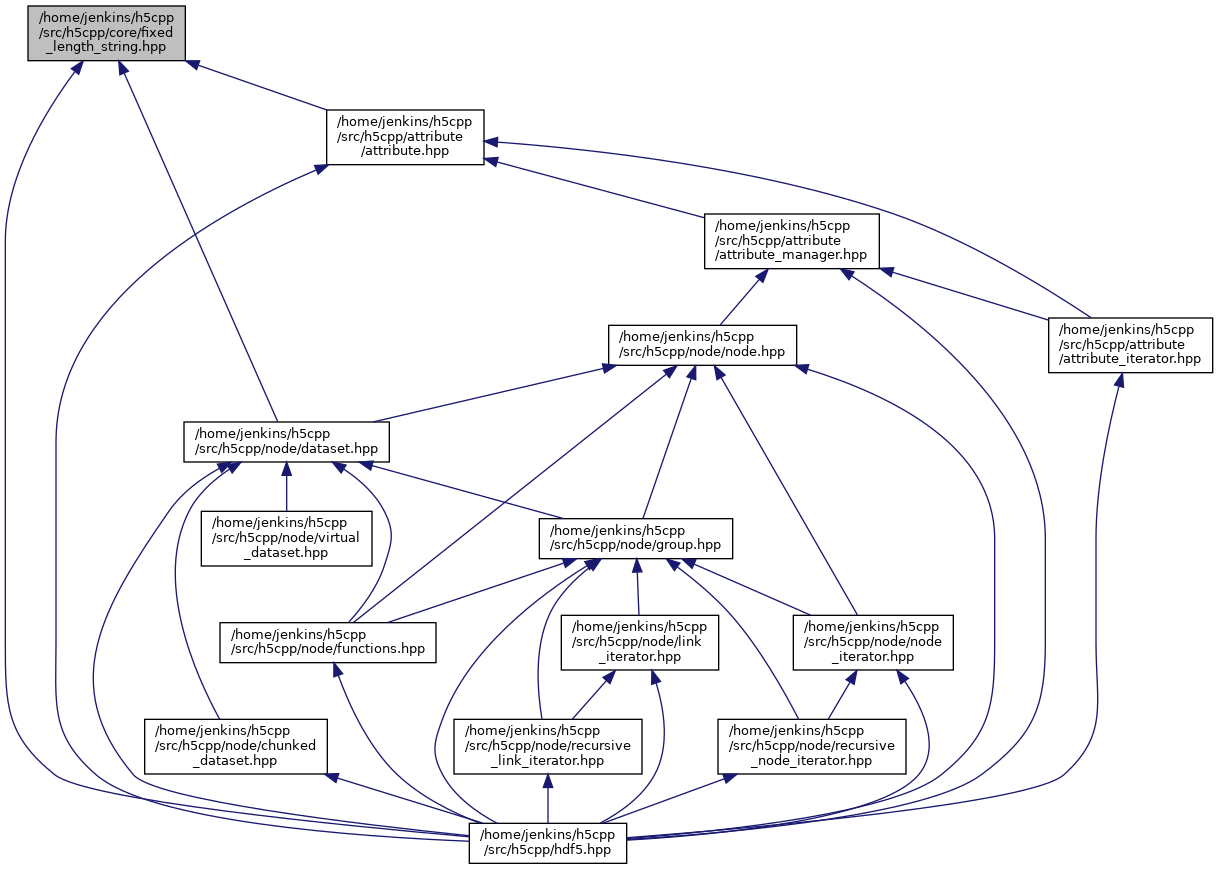 /home/jenkins/h5cpp
/src/h5cpp/core/fixed
_length_string.hpp
/home/jenkins/h5cpp
/src/h5cpp/attribute
/attribute.hpp
/home/jenkins/h5cpp
/src/h5cpp/attribute
/attribute_manager.hpp
/home/jenkins/h5cpp
/src/h5cpp/attribute
/attribute_iterator.hpp
/home/jenkins/h5cpp
/src/h5cpp/node/node.hpp
/home/jenkins/h5cpp
/src/h5cpp/node/dataset.hpp
/home/jenkins/h5cpp
/src/h5cpp/node/virtual
_dataset.hpp
/home/jenkins/h5cpp
/src/h5cpp/node/group.hpp
/home/jenkins/h5cpp
/src/h5cpp/node/functions.hpp
/home/jenkins/h5cpp
/src/h5cpp/node/link
_iterator.hpp
/home/jenkins/h5cpp
/src/h5cpp/node/node
_iterator.hpp
/home/jenkins/h5cpp
/src/h5cpp/node/chunked
_dataset.hpp
/home/jenkins/h5cpp
/src/h5cpp/node/recursive
_link_iterator.hpp
/home/jenkins/h5cpp
/src/h5cpp/node/recursive
_node_iterator.hpp
/home/jenkins/h5cpp
/src/h5cpp/hdf5.hpp